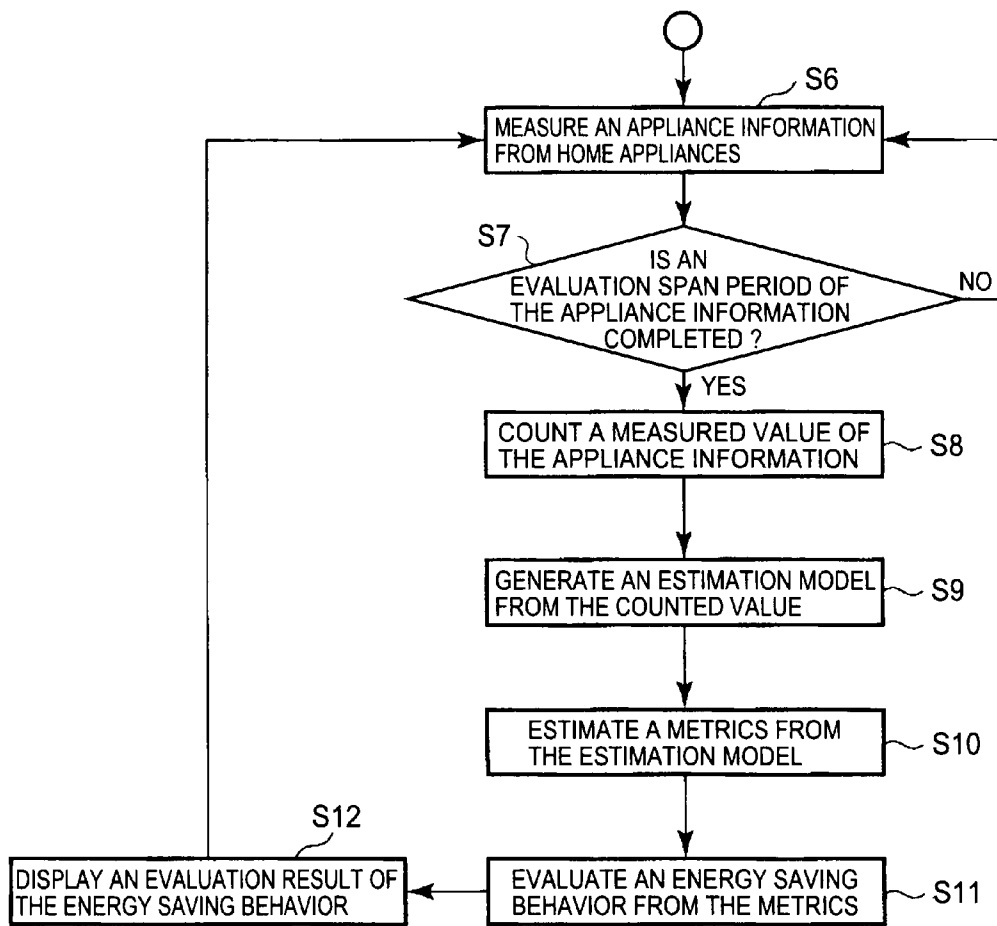 S6
MEASURE AN APPLIANCE INFORMATION
FROM HOME APPLIANCES
S7
IS AN
EVALUATION SPAN PERIOD OF
THE APPLIANCE INFORMATION
COMPLETED ?
NO
YES
COUNT A MEASURED VALUE OF
THE APPLIANCE INFORMATION
S8
GENERATE AN ESTIMATION MODEL
FROM THE COUNTED VALUE
S9
ESTIMATE A METRICS FROM
THE ESTIMATION MODEL
S10
EVALUATE AN ENERGY SAVING
BEHAVIOR FROM THE METRICS
S11
S12
DISPLAY AN EVALUATION RESULT OF
THE ENERGY SAVING BEHAVIOR